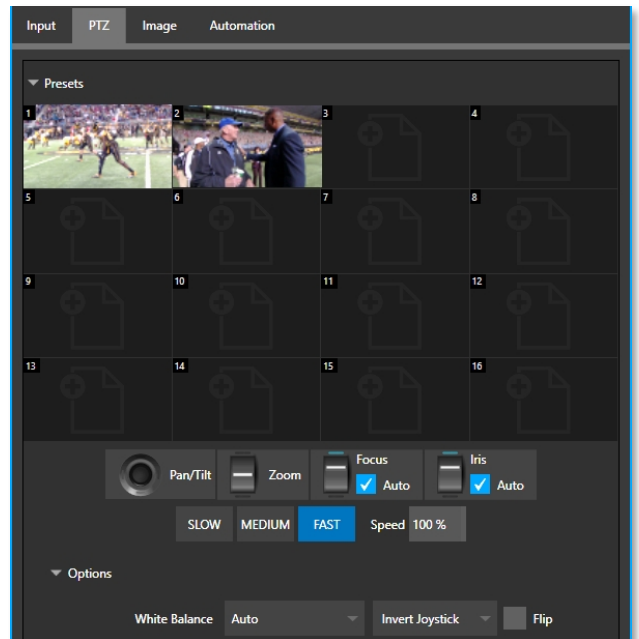 Input PTZ Image Automation
Presets
1 2 3 4
5 6 7 8
9 10 11 12
13 14 15 16
Pan/Tilt Zoom Focus Auto Iris Auto
SLOW MEDIUM FAST Speed 100 %
Options
White Balance Auto Invert Joystick Flip